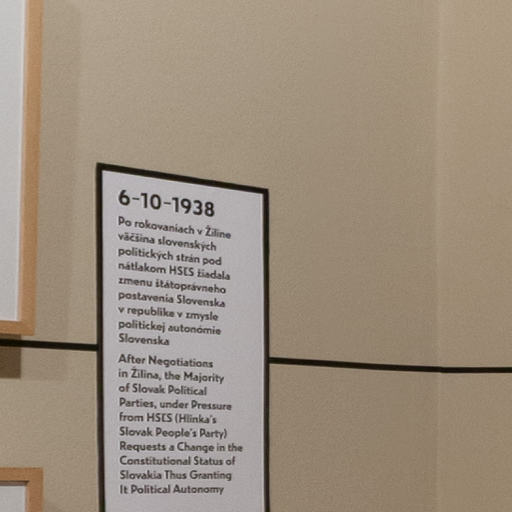 6-10-1938
Po rokovaniach v Žiline
väčšina slovenských
politických strán pod
nátlakom HSĽS žiadala
zmenu štátoprávneho
postavenia Slovenska
v republike v zmysle
politickej autonómie
Slovenska
After Negotiations
in Žilina, the Majority
of Slovak Political
Parties, under Pressure
from HSĽS (Hlinka's
Slovak People's Party)
Requests a Change in the
Constitutional Status of
Slovakia Thus Granting
It Political Autonomy